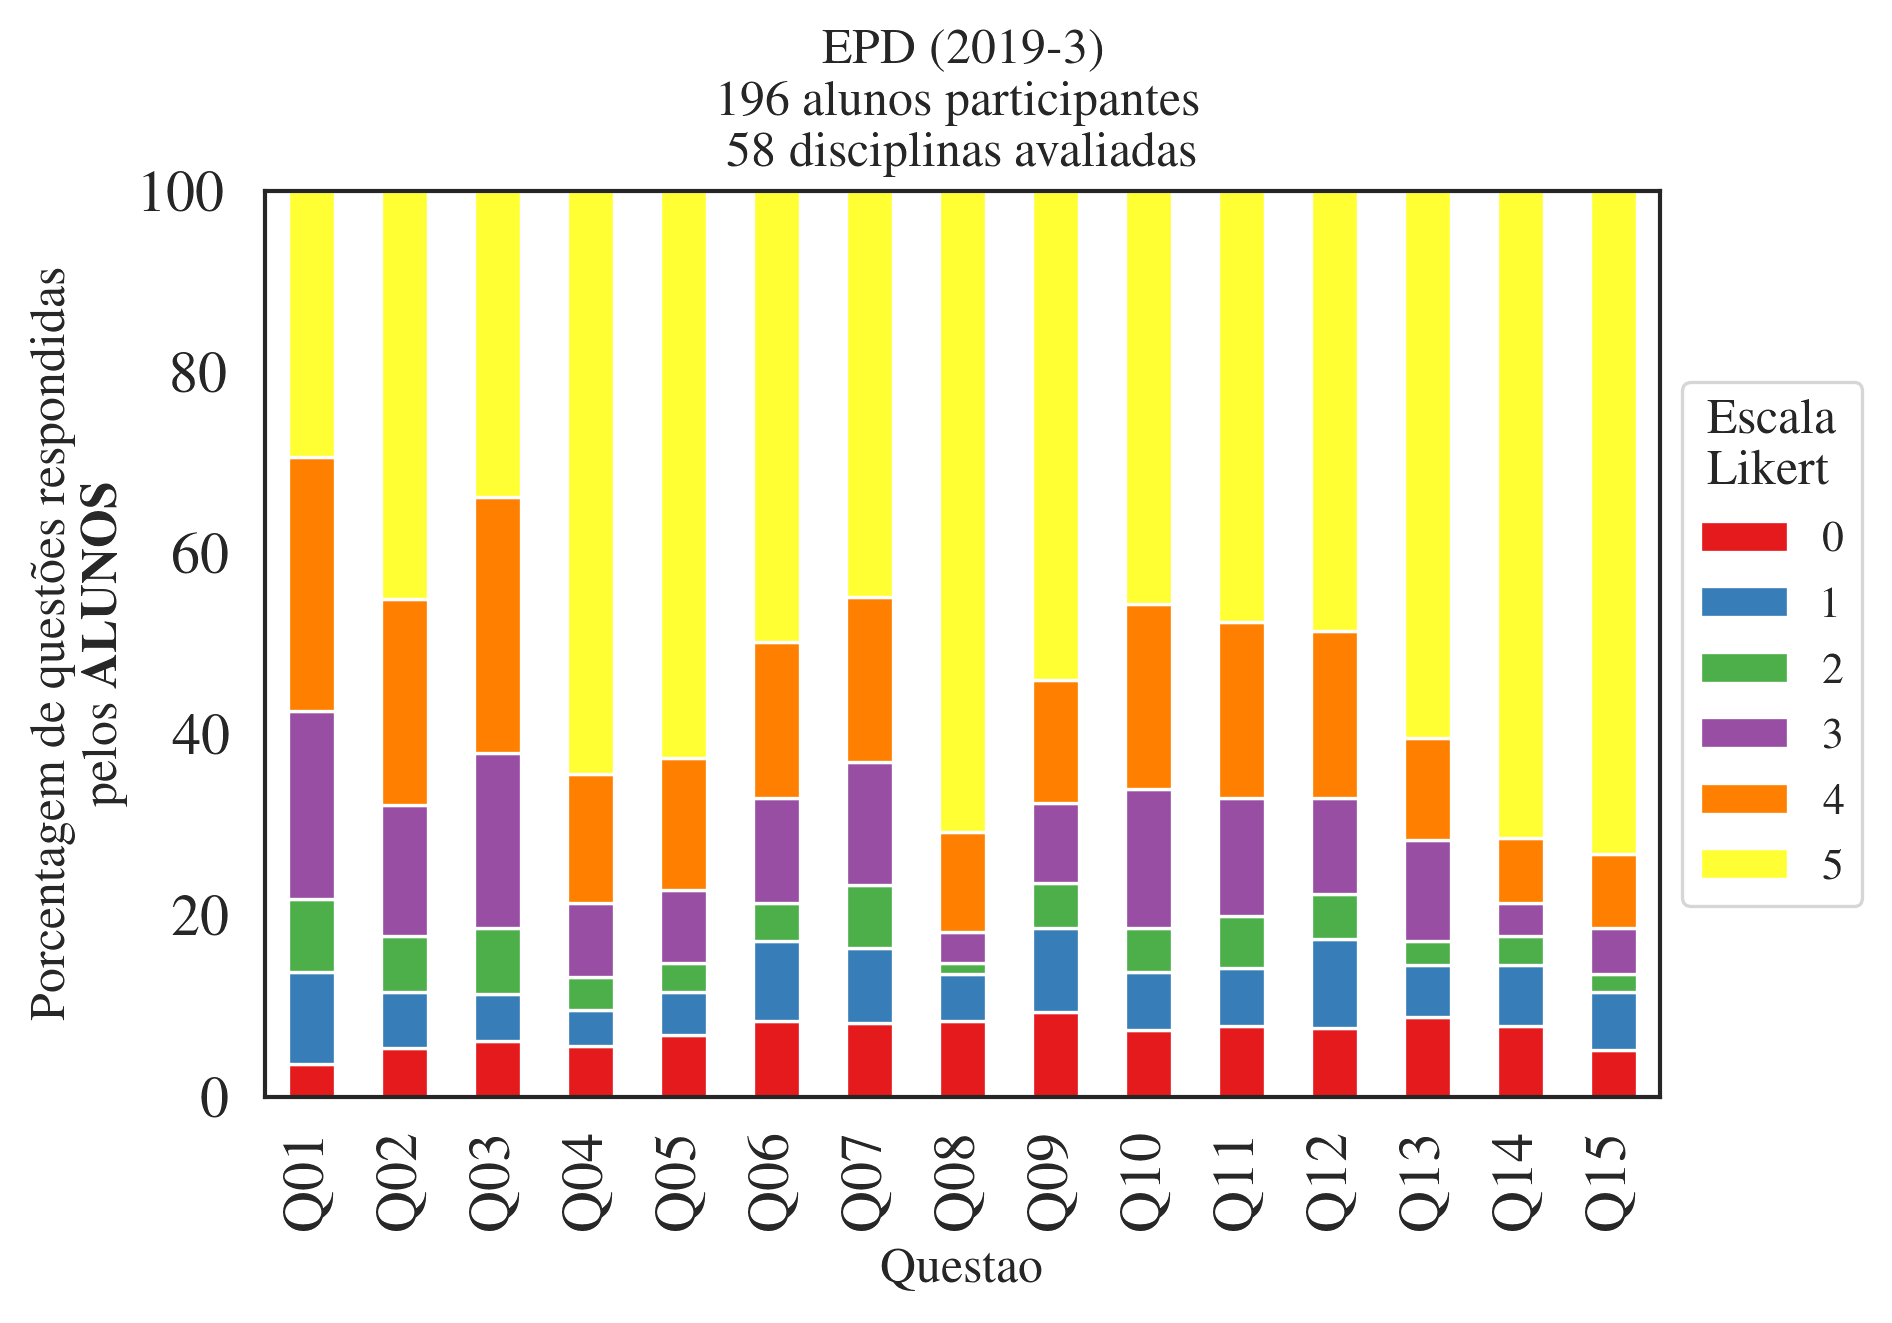 EPD (2019-3)
196 alunos participantes
58 disciplinas avaliadas
Porcentagem de questões respondidas
pelos ALUNOS
100
80
60
40
20
0
Q01
Q02
Q03
Q04
Q05
Q06
Q07
Q08
Q09
Q10
Q11
Q12
Q13
Q14
Q15
Questao
Escala
Likert
0
1
2
3
4
5